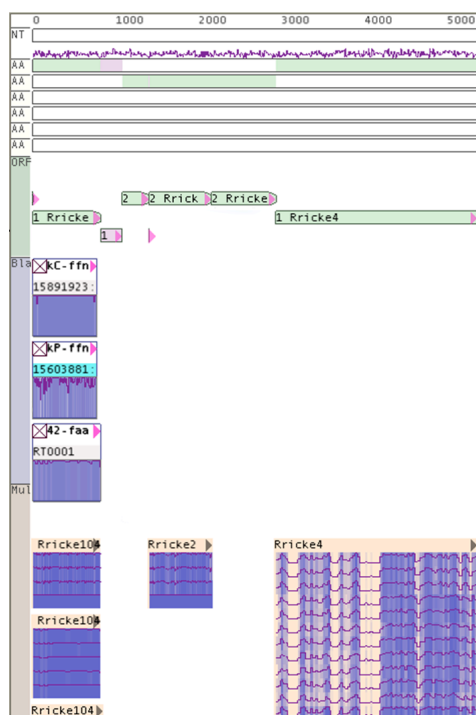 0 1000 2000 3000 4000 5000
NT
AA
AA
AA
AA
AA
AA
ORF
2 2 Rrick 2 Rricke
1 Rricke 1 Rricke4
1
Bla
kC-ffn
15891923:
kP-ffn
15603881:
42-faa
RT0001
Mul
Rricke104 Rricke2 Rricke4
Rricke104
Rricke104